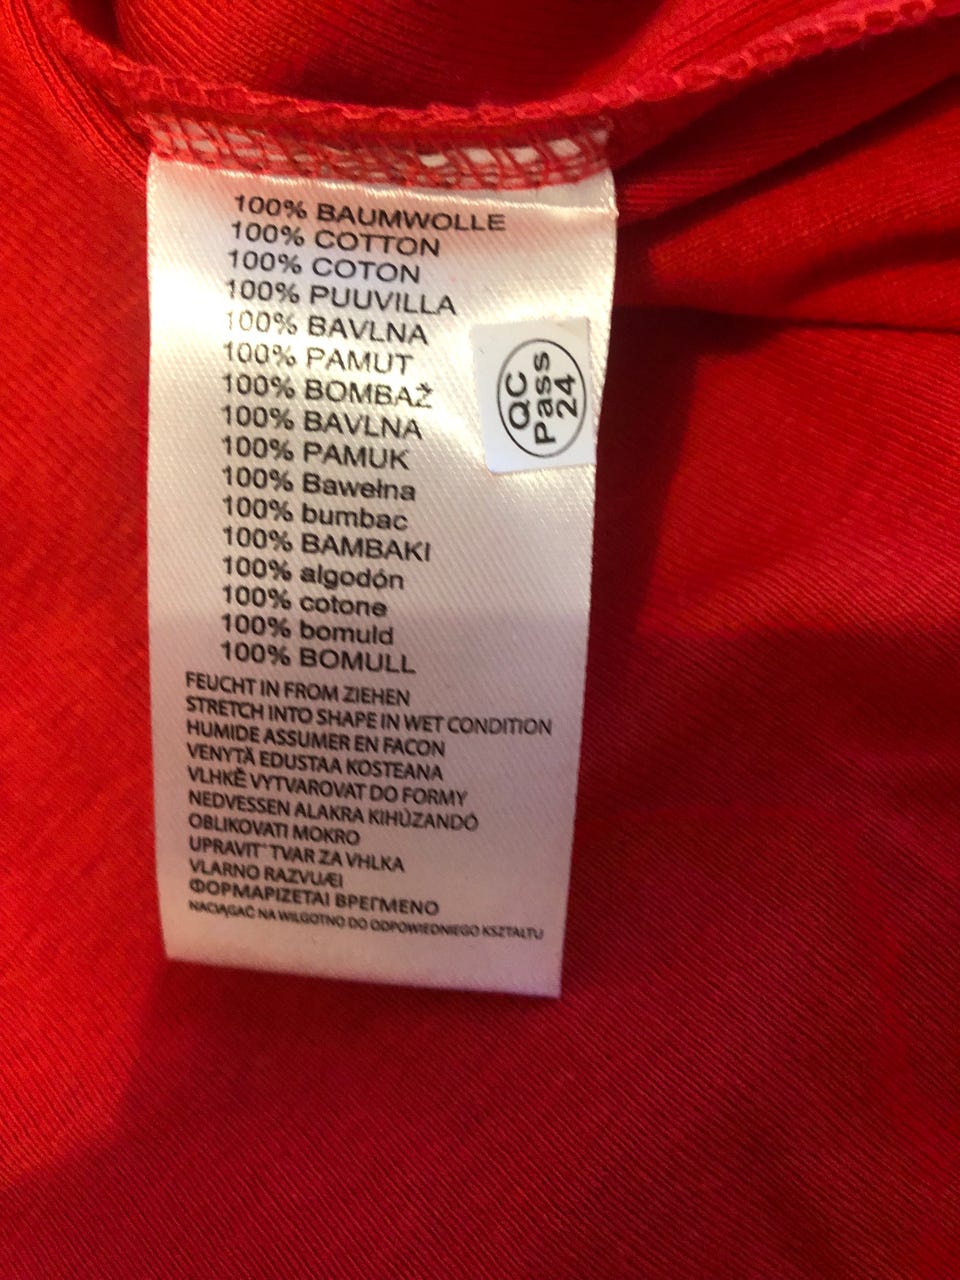 100% BAUMWOLLE
100% COTTON
100% COTON
100% PUUVILLA
100% BAVLNA
100% PAMUT
100% BOMBAŽ
100% BAVLNA
100% PAMUK
100% Bawełna
100% bumbac
100% BAMBAKI
100% algodón
100% cotone
100% bomuld
100% BOMULL
FEUCHT IN FROM ZIEHEN
STRETCH INTO SHAPE IN WET CONDITION
HUMIDE ASSUMER EN FACON
VENYTÄ EDUSTAA KOSTEANA
VLHKÈ VYTVAROVAT DO FORMY
NEDVESSEN ALAKRA KIHÚZANDÓ
OBLIKOVATI MOKRO
UPRAVIT˝ TVAR ZA VHLKA
VLARNO RAZVUÆI
ФОРМАРІΖЕТАІ ВРЕГМЕНО
NACIĄGAĆ NA WILGOTNO DO ODPOWIEDNIEGO KSZTAŁTU
QC
Pass
24